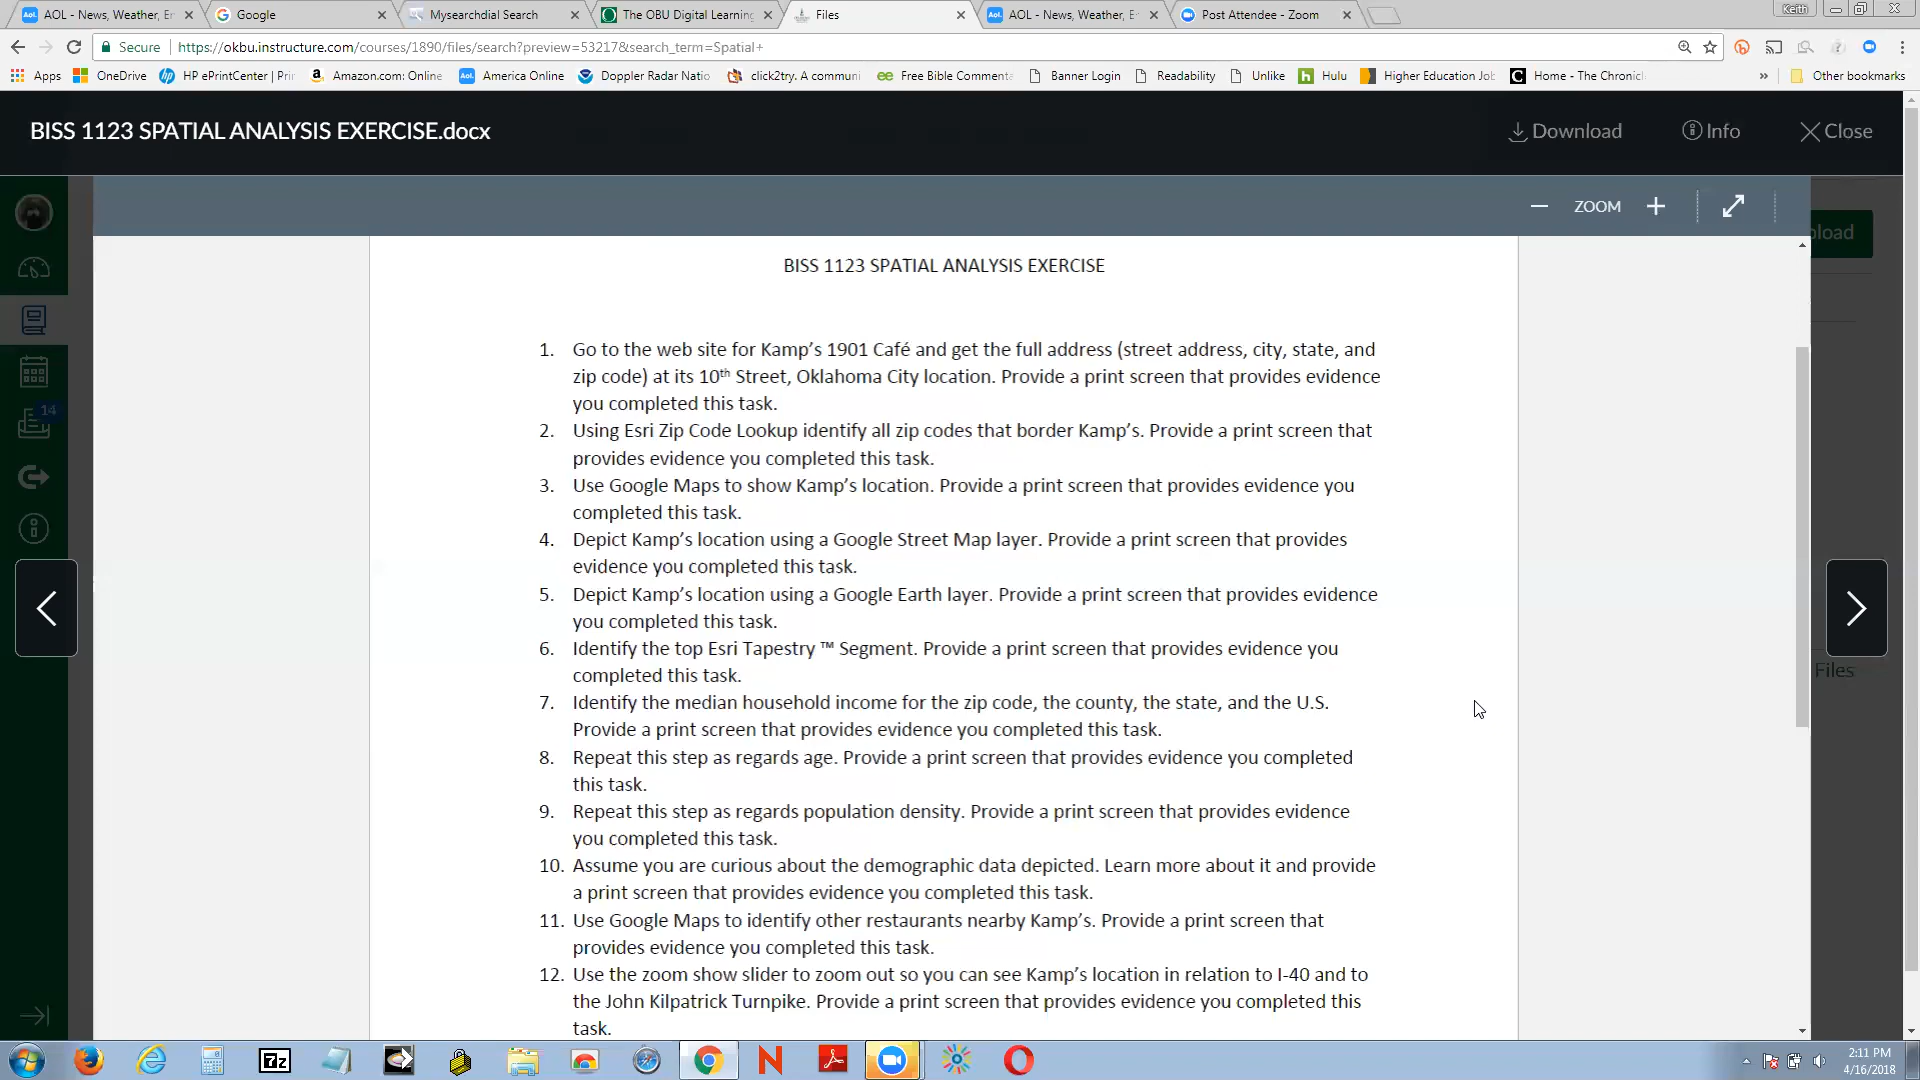 AOL - News, Weather, Er
Google
Mysearchdial Search
The OBU Digital Learning
Files
AOL - News, Weather, E
Post Attendee - Zoom
Keith
Secure
https://okbu.instructure.com/courses/1890/files/search?preview=53217&search_term=Spatial+
Apps
OneDrive
HP ePrintCenter | Prin
Amazon.com: Online
America Online
Doppler Radar Natio
click2try. A communi
Free Bible Commenta
Banner Login
Readability
Unlike
Hulu
Higher Education Job
Home - The Chronicl
Other bookmarks
BISS 1123 SPATIAL ANALYSIS EXERCISE.docx
Download
Info
Close
ZOOM
pload
14
Files
BISS 1123 SPATIAL ANALYSIS EXERCISE
1. Go to the web site for Kamp’s 1901 Café and get the full address (street address, city, state, and
zip code) at its 10th Street, Oklahoma City location. Provide a print screen that provides evidence
you completed this task.
2. Using Esri Zip Code Lookup identify all zip codes that border Kamp’s. Provide a print screen that
provides evidence you completed this task.
3. Use Google Maps to show Kamp’s location. Provide a print screen that provides evidence you
completed this task.
4. Depict Kamp’s location using a Google Street Map layer. Provide a print screen that provides
evidence you completed this task.
5. Depict Kamp’s location using a Google Earth layer. Provide a print screen that provides evidence
you completed this task.
6. Identify the top Esri Tapestry ™ Segment. Provide a print screen that provides evidence you
completed this task.
7. Identify the median household income for the zip code, the county, the state, and the U.S.
Provide a print screen that provides evidence you completed this task.
8. Repeat this step as regards age. Provide a print screen that provides evidence you completed
this task.
9. Repeat this step as regards population density. Provide a print screen that provides evidence
you completed this task.
10. Assume you are curious about the demographic data depicted. Learn more about it and provide
a print screen that provides evidence you completed this task.
11. Use Google Maps to identify other restaurants nearby Kamp’s. Provide a print screen that
provides evidence you completed this task.
12. Use the zoom show slider to zoom out so you can see Kamp’s location in relation to I-40 and to
the John Kilpatrick Turnpike. Provide a print screen that provides evidence you completed this
task.
2:11 PM
4/16/2018